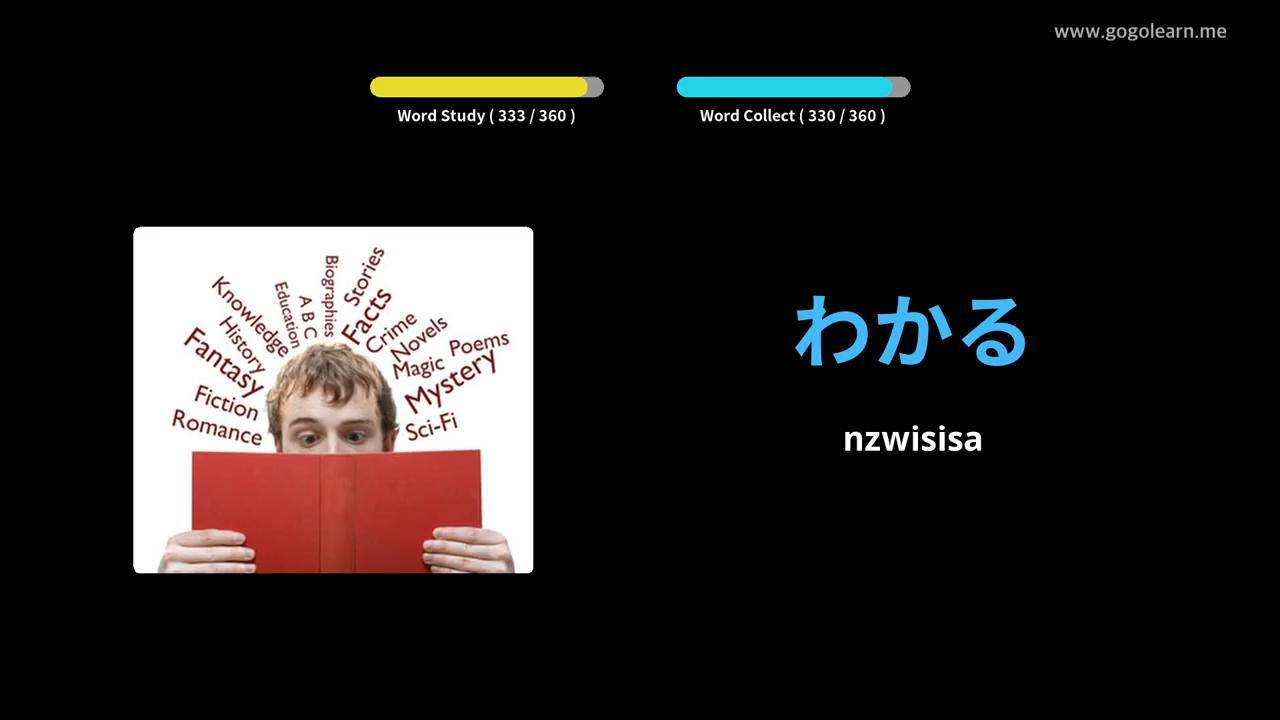 www.gogolearn.me
Word Study ( 333 / 360 )
Word Collect ( 330 / 360 )
Biographies
Stories
Education
A B C
Facts
Knowledge
Crime
History
Novels
Poems
Fantasy
Magic
Mystery
Fiction
Romance
Sci-Fi
わかる
nzwisisa